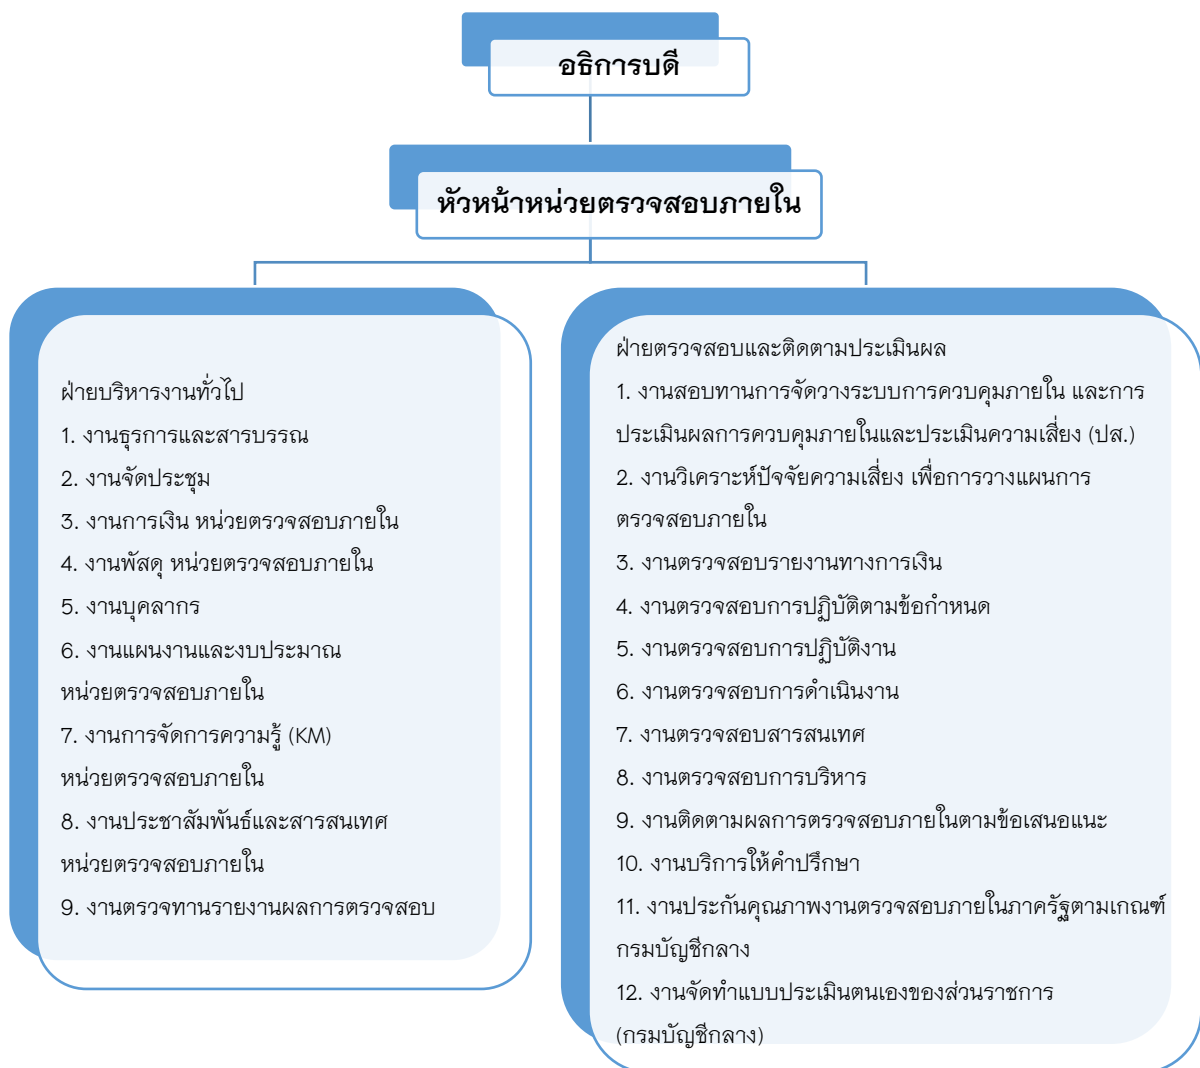 อธิการบดี
หัวหน้าหน่วยตรวจสอบภายใน
ฝ่ายบริหารงานทั่วไป
1. งานธุรการและสารบรรณ
2. งานจัดประชุม
3. งานการเงิน หน่วยตรวจสอบภายใน
4. งานพัสดุ หน่วยตรวจสอบภายใน
5. งานบุคลากร
6. งานแผนงานและงบประมาณ
หน่วยตรวจสอบภายใน
7. งานการจัดการความรู้ (KM)
หน่วยตรวจสอบภายใน
8. งานประชาสัมพันธ์และสารสนเทศ
หน่วยตรวจสอบภายใน
9. งานตรวจทานรายงานผลการตรวจสอบ
ฝ่ายตรวจสอบและติดตามประเมินผล
1. งานสอบทานการจัดวางระบบการควบคุมภายใน และการ
ประเมินผลการควบคุมภายในและประเมินความเสี่ยง (ปส.)
2. งานวิเคราะห์ปัจจัยความเสี่ยง เพื่อการวางแผนการ
ตรวจสอบภายใน
3. งานตรวจสอบรายงานทางการเงิน
4. งานตรวจสอบการปฏิบัติตามข้อกำหนด
5. งานตรวจสอบการปฏิบัติงาน
6. งานตรวจสอบการดำเนินงาน
7. งานตรวจสอบสารสนเทศ
8. งานตรวจสอบการบริหาร
9. งานติดตามผลการตรวจสอบภายในตามข้อเสนอแนะ
10. งานบริการให้คำปรึกษา
11. งานประกันคุณภาพงานตรวจสอบภายในภาครัฐตามเกณฑ์
กรมบัญชีกลาง
12. งานจัดทำแบบประเมินตนเองของส่วนราชการ
(กรมบัญชีกลาง)